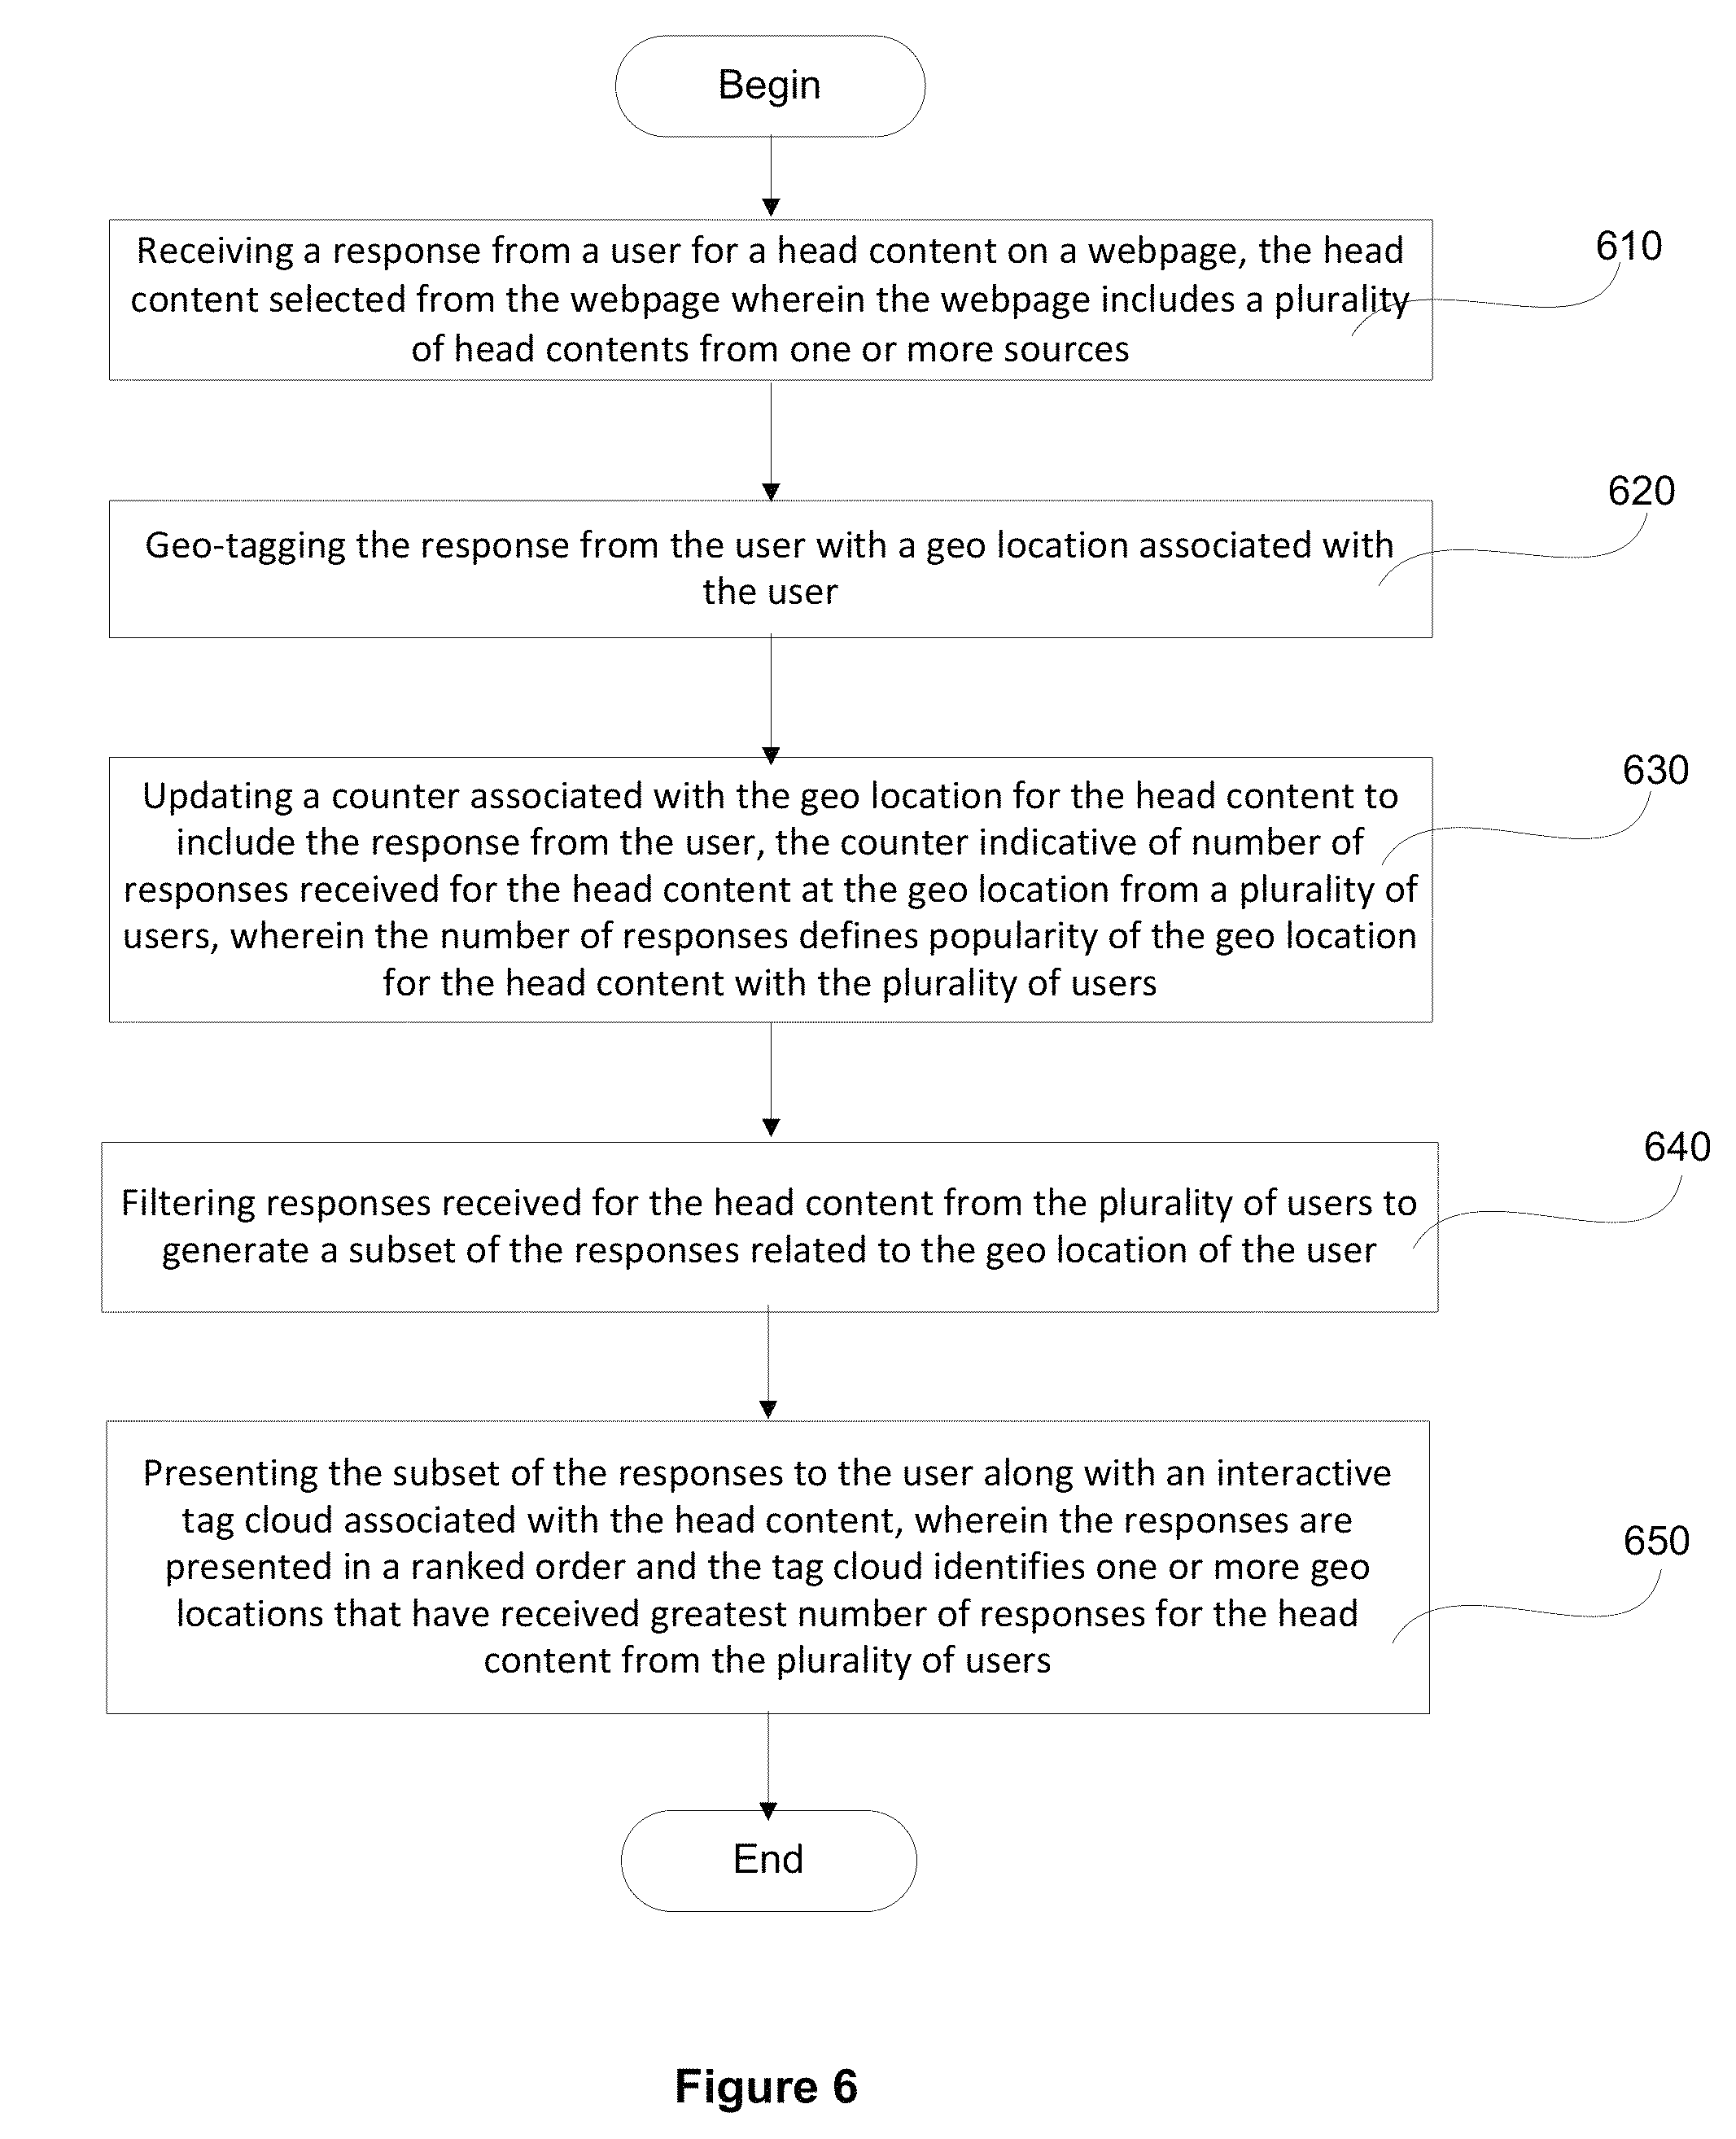 Begin
Receiving a response from a user for a head content on a webpage, the head
content selected from the webpage wherein the webpage includes a plurality
of head contents from one or more sources
610
Geo-tagging the response from the user with a geo location associated with
the user
620
Updating a counter associated with the geo location for the head content to
include the response from the user, the counter indicative of number of
responses received for the head content at the geo location from a plurality of
users, wherein the number of responses defines popularity of the geo location
for the head content with the plurality of users
630
Filtering responses received for the head content from the plurality of users to
generate a subset of the responses related to the geo location of the user
640
Presenting the subset of the responses to the user along with an interactive
tag cloud associated with the head content, wherein the responses are
presented in a ranked order and the tag cloud identifies one or more geo
locations that have received greatest number of responses for the head
content from the plurality of users
650
End
Figure 6